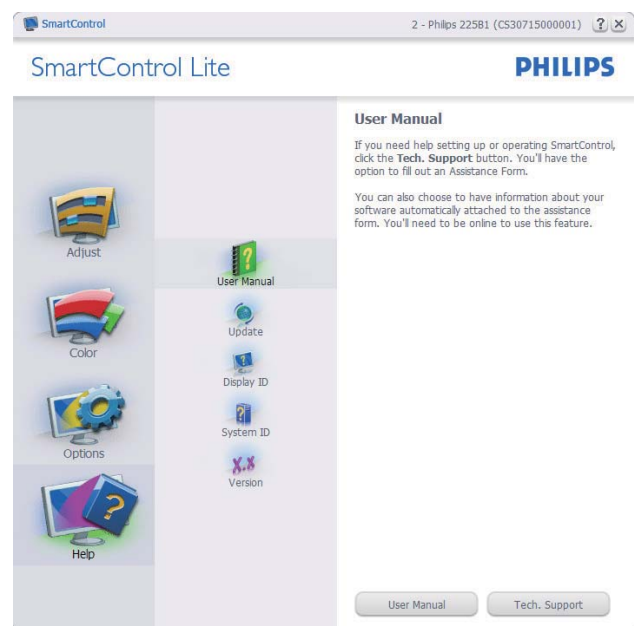 SmartControl
2 - Philips 225B1 (CS30715000001)
SmartControl Lite
PHILIPS
Adjust
Color
Options
Help
User Manual
Update
Display ID
System ID
X.X
Version
User Manual
If you need help setting up or operating SmartControl,
click the Tech. Support button. You'll have the
option to fill out an Assistance Form.
You can also choose to have information about your
software automatically attached to the assistance
form. You'll need to be online to use this feature.
User Manual
Tech. Support